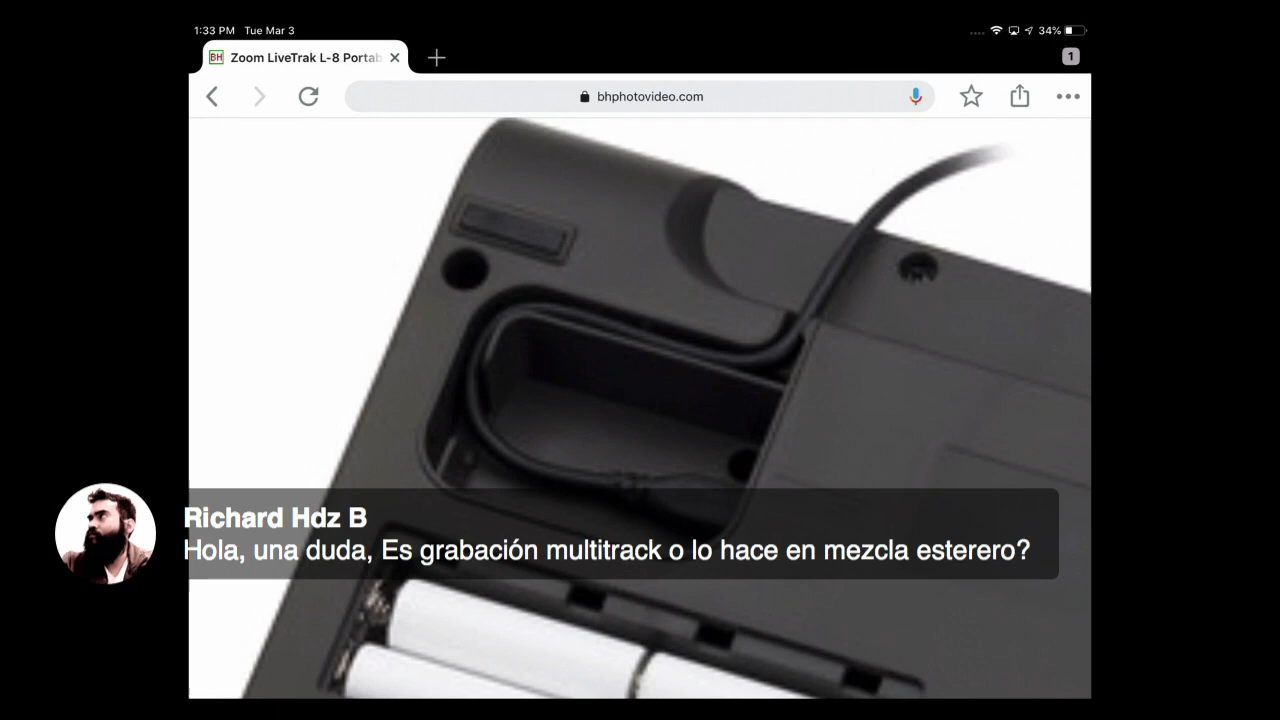 1:33 PM Tue Mar 3
34%
BH Zoom LiveTrak L-8 Portab
1
bhphotovideo.com
Richard Hdz B
Hola, una duda, Es grabación multitrack o lo hace en mezcla esterero?